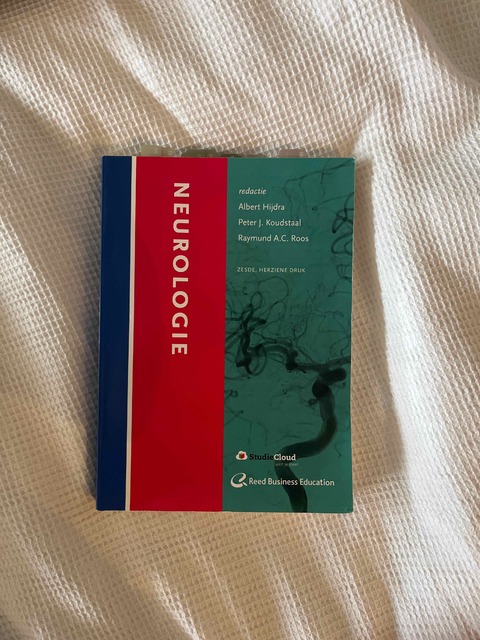 NEUROLOGIE
redactie
Albert Hijdra
Peter J. Koudstaal
Raymund A.C. Roos
ZESDE, HERZIENE DRUK
StudieCloud
Reed Business Education